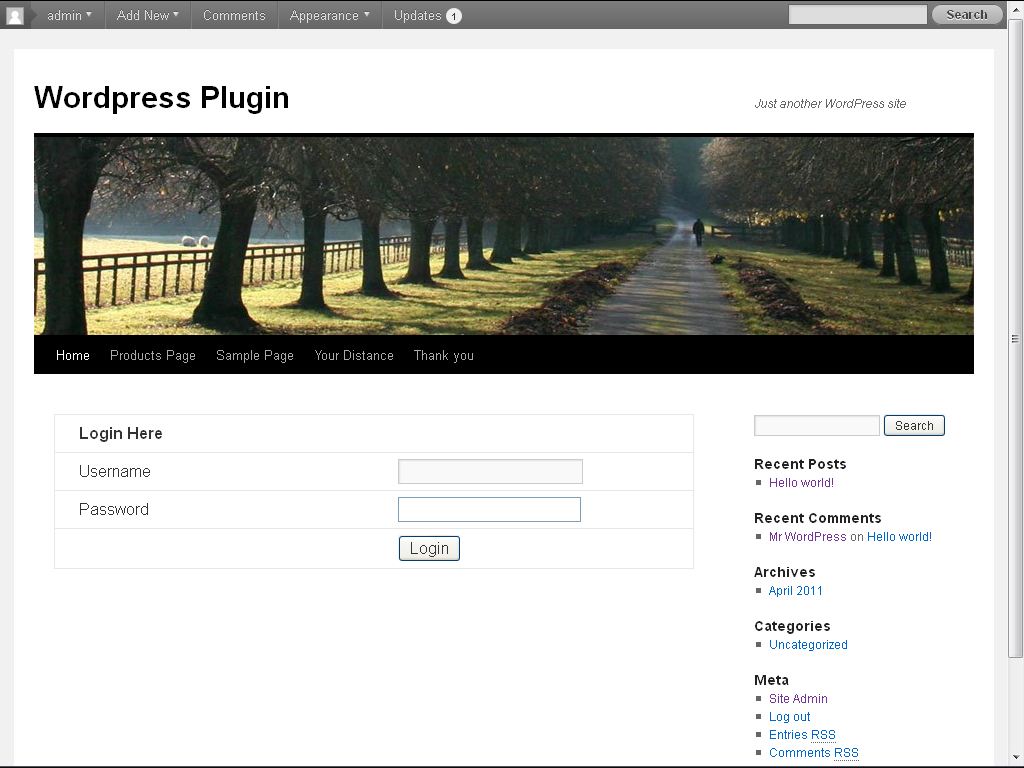 admin Add New Comments Appearance Updates 1 Search
Wordpress Plugin
Just another WordPress site
Home Products Page Sample Page Your Distance Thank you
Login Here
Username
Password
Login
Search
Recent Posts
Hello world!
Recent Comments
Mr WordPress on Hello world!
Archives
April 2011
Categories
Uncategorized
Meta
Site Admin
Log out
Entries RSS
Comments RSS